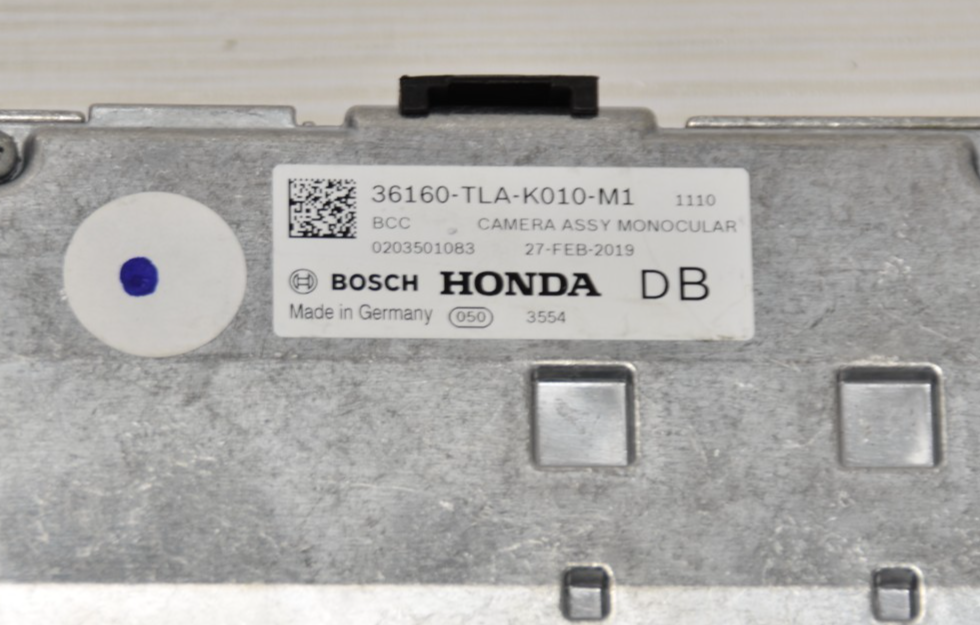 36160-TLA-K010-M1 1110
BCC CAMERA ASSY MONOCULAR
0203501083 27-FEB-2019
BOSCH HONDA DB
Made in Germany 050 3554